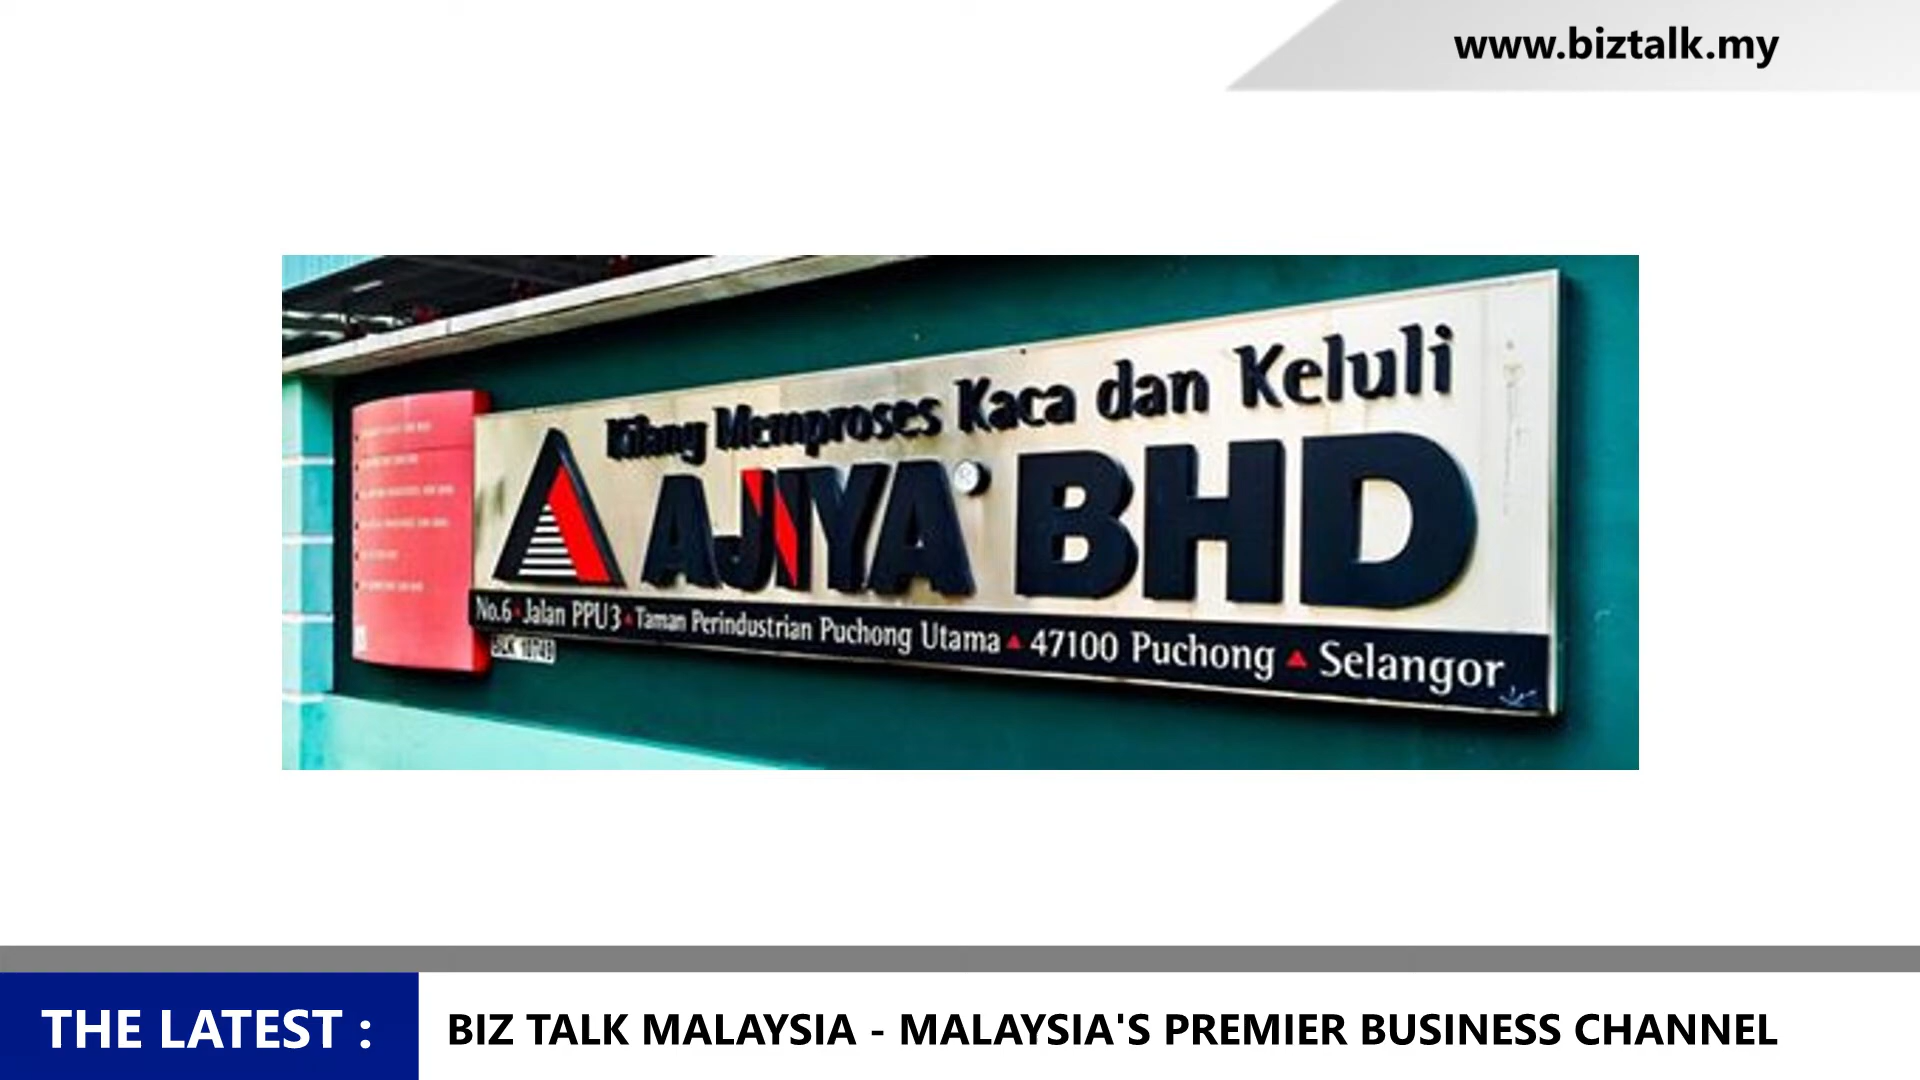 www.biztalk.my
Kilang Memproses Kaca dan Keluli
AJIYA BHD
No.6 Jalan PPU3 Taman Perindustrian Puchong Utama 47100 Puchong Selangor
THE LATEST :
BIZ TALK MALAYSIA - MALAYSIA'S PREMIER BUSINESS CHANNEL